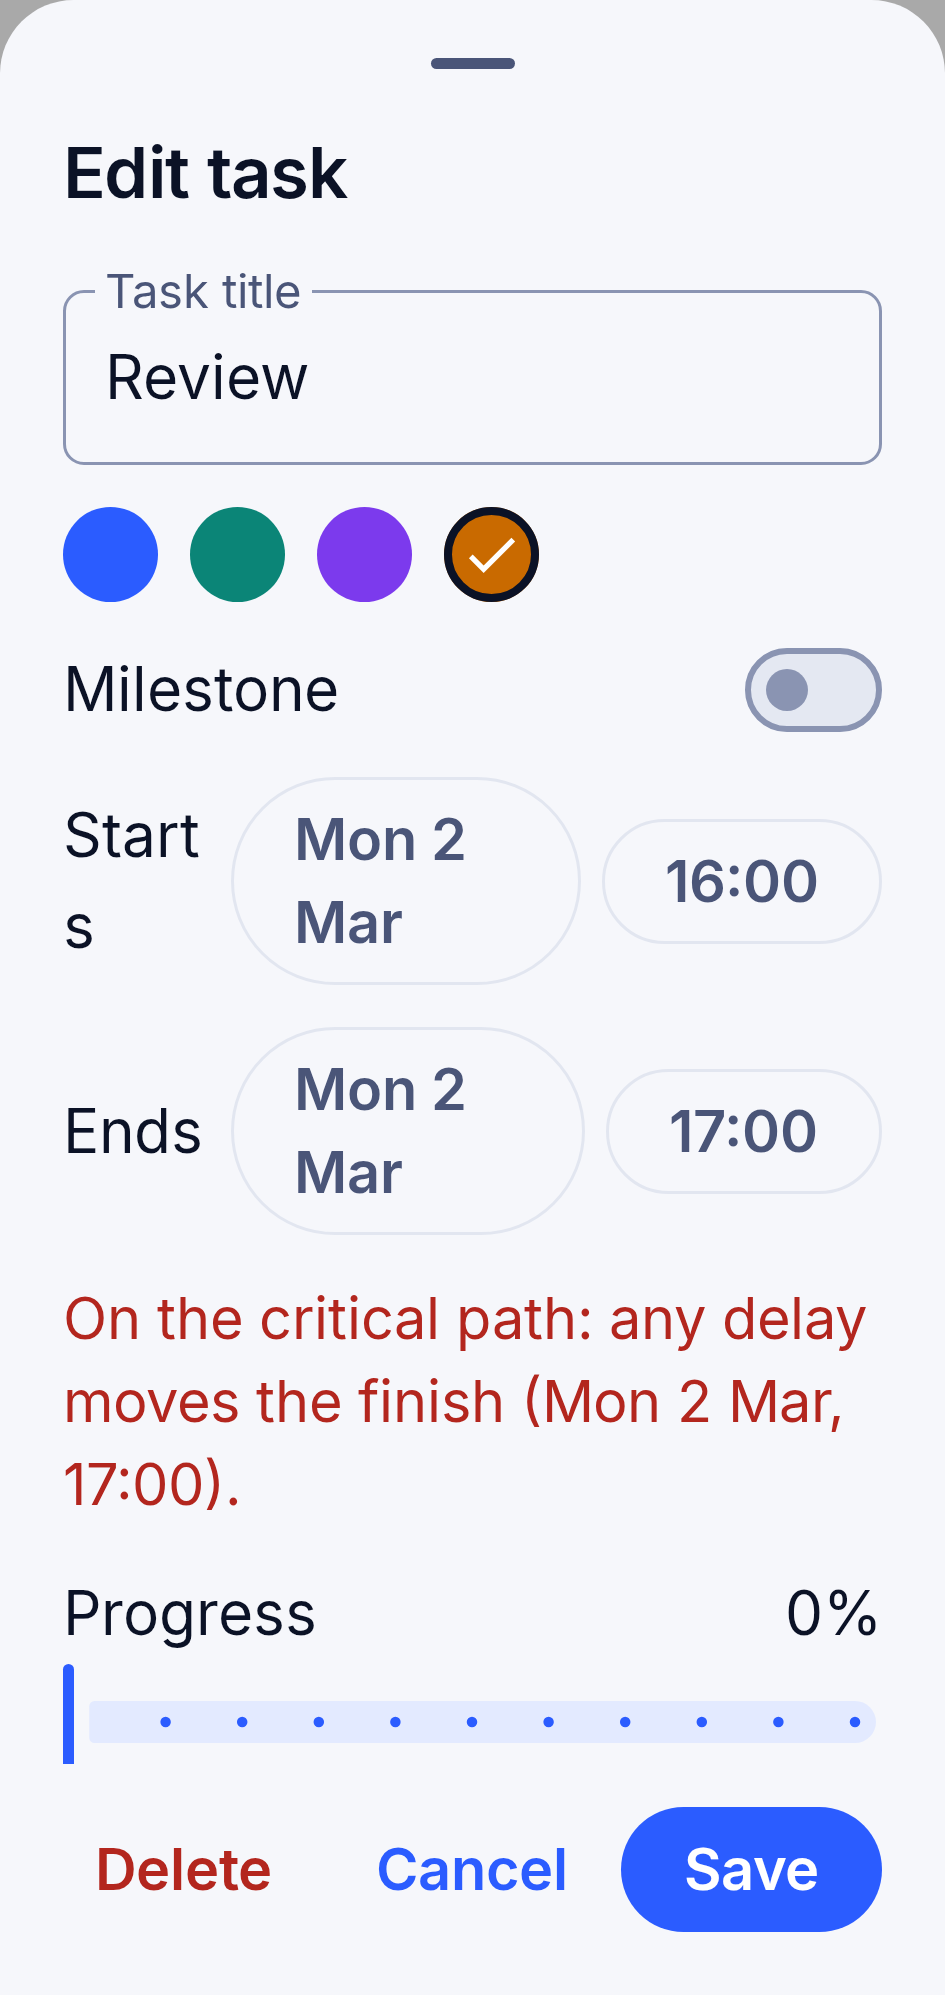 Edit task
Task title
Review
Milestone
Start
s
Mon 2
Mar
16:00
Ends
Mon 2
Mar
17:00
On the critical path: any delay
moves the finish (Mon 2 Mar,
17:00).
Progress
0%
Delete
Cancel
Save